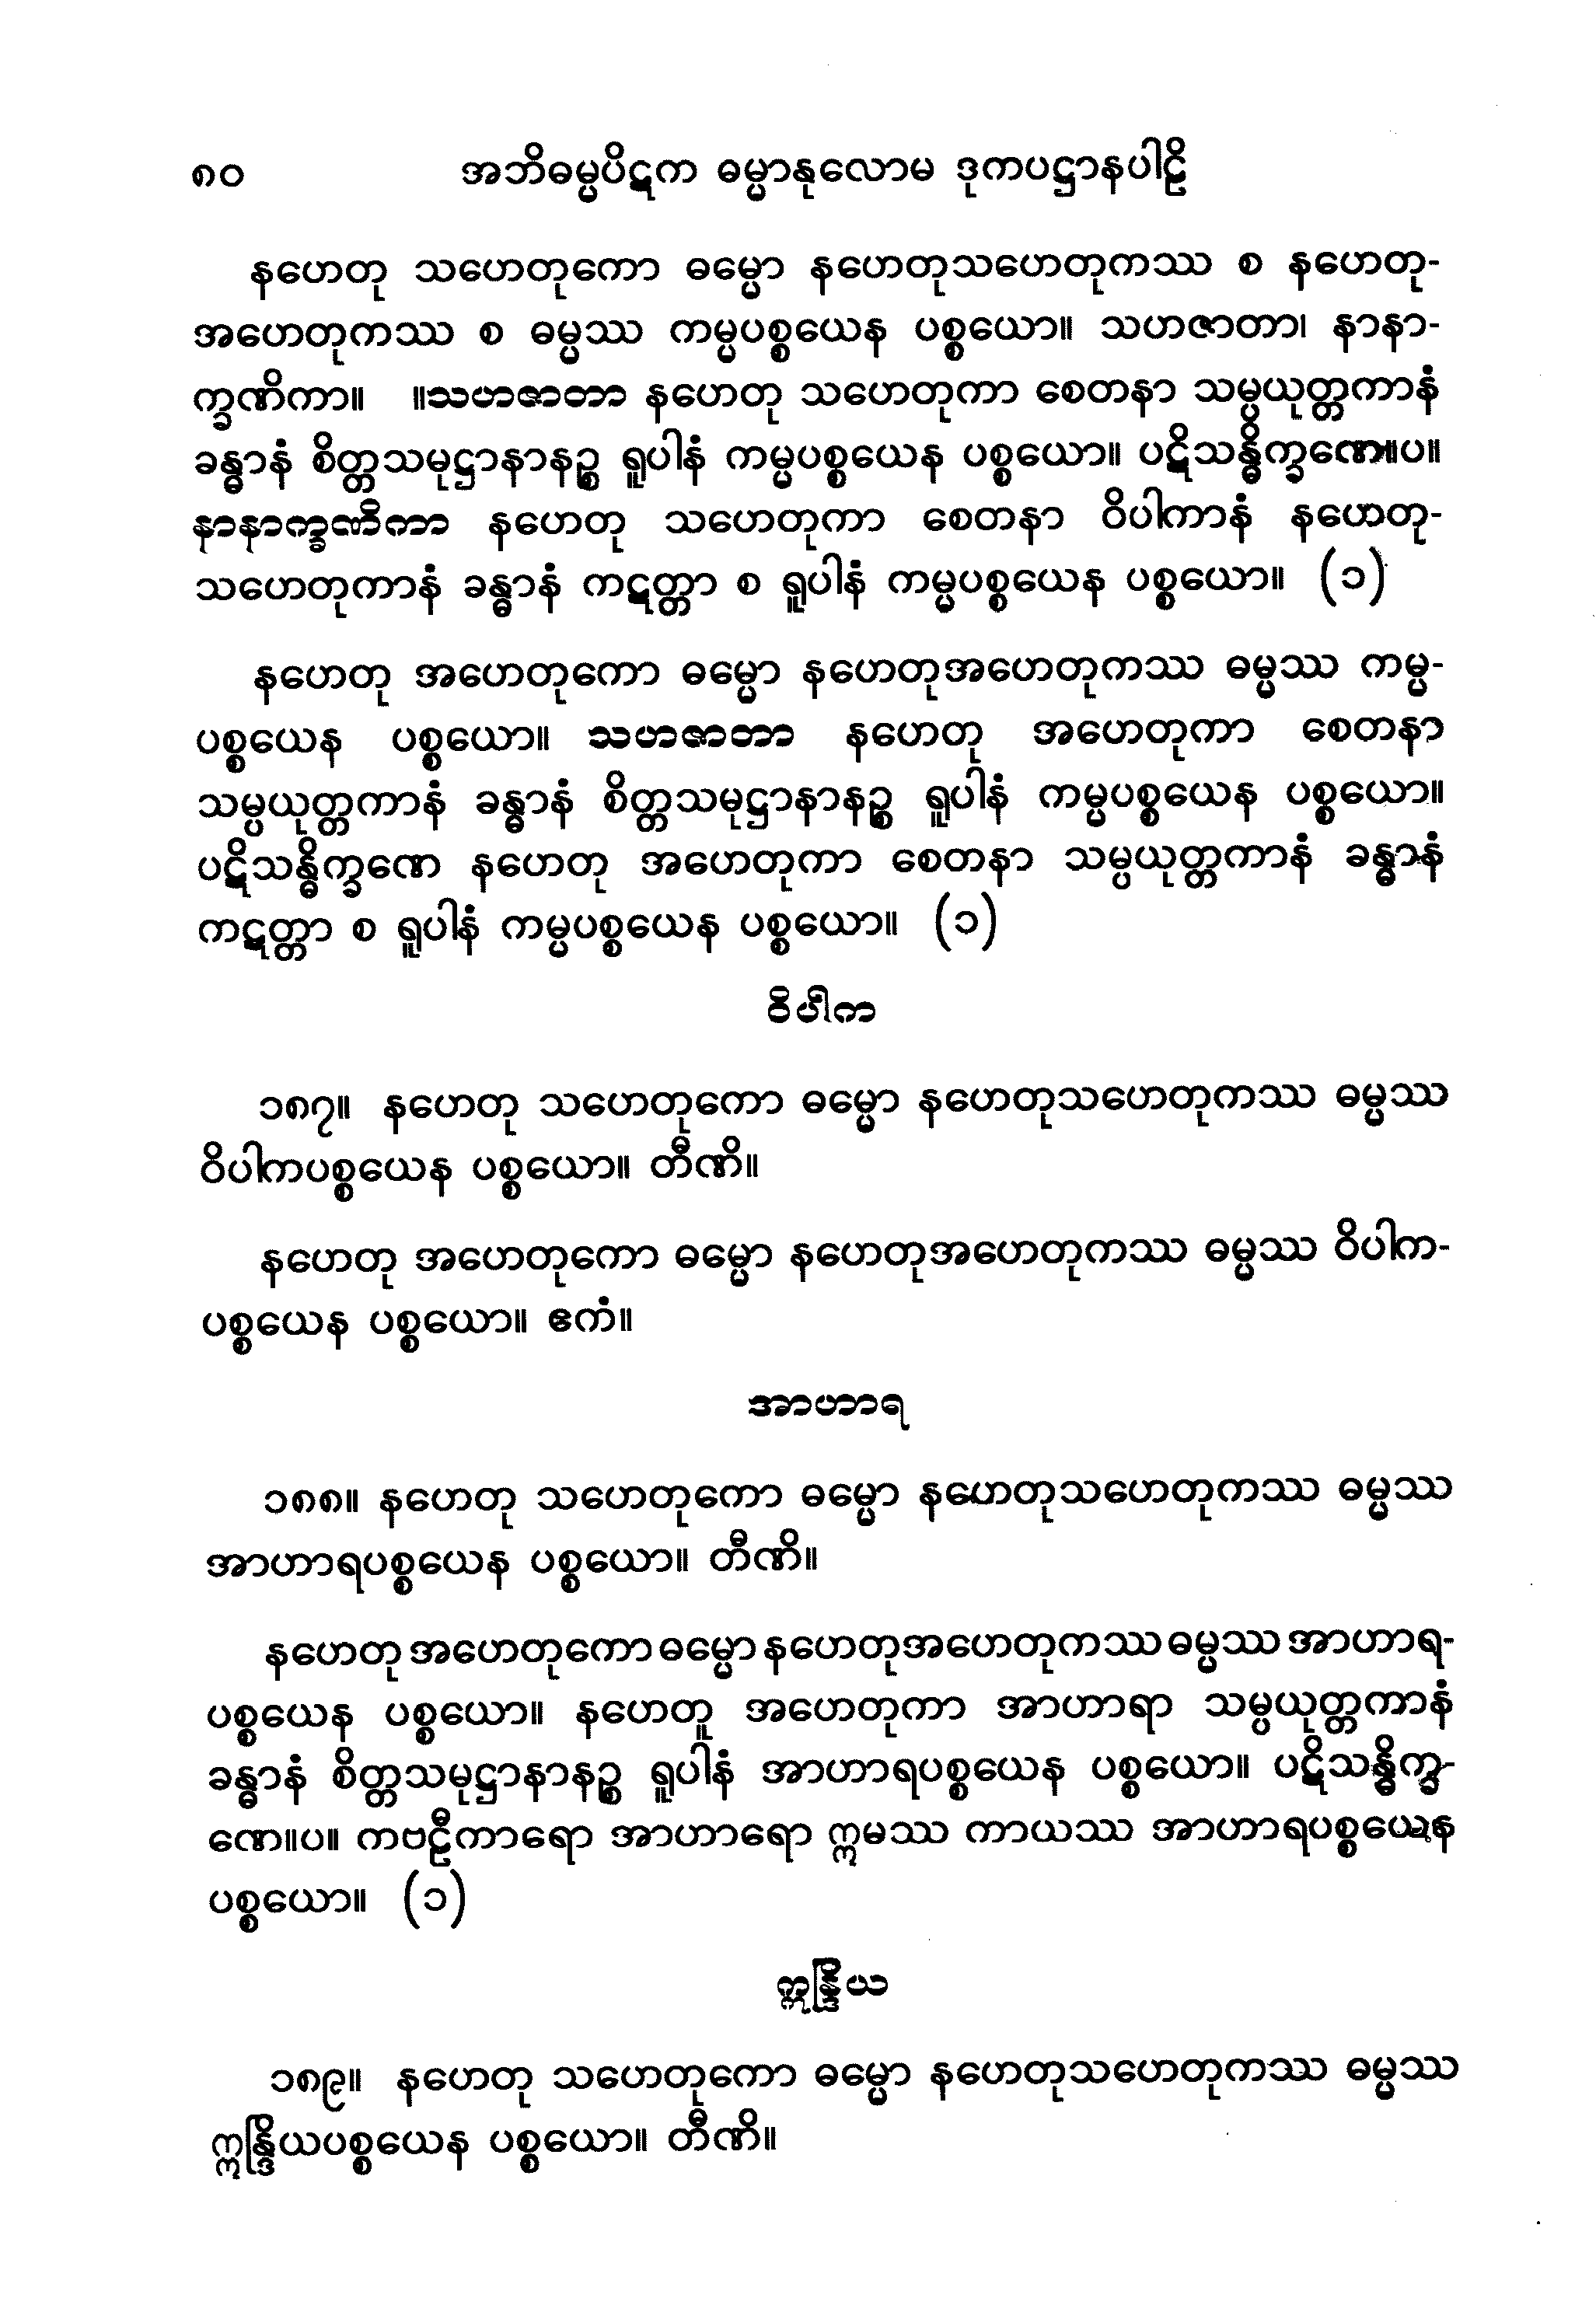 ၈၀ အဘိဓမ္မပိဋက ဓမ္မာနုလောမ ဒုကပဋ္ဌာနပါဠိ
နဟေတု သဟေတုကော ဓမ္မော နဟေတုသဟေတုကဿ စ နဟေတု-
အဟေတုကဿ စ ဓမ္မဿ ကမ္မပစ္စယေန ပစ္စယော။ သဟဇာတာ၊ နာနာ-
က္ခဏိကာ။ ။သဟဇာတာ နဟေတု သဟေတုကာ စေတနာ သမ္ပယုတ္တကာနံ
ခန္ဓာနံ စိတ္တသမုဋ္ဌာနာနဉ္စ ရူပါနံ ကမ္မပစ္စယေန ပစ္စယော။ ပဋိသန္ဓိက္ခဏေ။ပ။
နာနာက္ခဏိကာ နဟေတု သဟေတုကာ စေတနာ ဝိပါကာနံ နဟေတု-
သဟေတုကာနံ ခန္ဓာနံ ကဋတ္တာ စ ရူပါနံ ကမ္မပစ္စယေန ပစ္စယော။ (၁)
နဟေတု အဟေတုကော ဓမ္မော နဟေတုအဟေတုကဿ ဓမ္မဿ ကမ္မ-
ပစ္စယေန ပစ္စယော။ သဟဇာတာ နဟေတု အဟေတုကာ စေတနာ
သမ္ပယုတ္တကာနံ ခန္ဓာနံ စိတ္တသမုဋ္ဌာနာနဉ္စ ရူပါနံ ကမ္မပစ္စယေန ပစ္စယော။
ပဋိသန္ဓိက္ခဏေ နဟေတု အဟေတုကာ စေတနာ သမ္ပယုတ္တကာနံ ခန္ဓာနံ
ကဋတ္တာ စ ရူပါနံ ကမ္မပစ္စယေန ပစ္စယော။ (၁)
ဝိပါက
၁၈၇။ နဟေတု သဟေတုကော ဓမ္မော နဟေတုသဟေတုကဿ ဓမ္မဿ
ဝိပါကပစ္စယေန ပစ္စယော။ တီဏိ။
နဟေတု အဟေတုကော ဓမ္မော နဟေတုအဟေတုကဿ ဓမ္မဿ ဝိပါက-
ပစ္စယေန ပစ္စယော။ ဧကံ။
အာဟာရ
၁၈၈။ နဟေတု သဟေတုကော ဓမ္မော နဟေတုသဟေတုကဿ ဓမ္မဿ
အာဟာရပစ္စယေန ပစ္စယော။ တီဏိ။
နဟေတု အဟေတုကော ဓမ္မော နဟေတုအဟေတုကဿ ဓမ္မဿ အာဟာရ-
ပစ္စယေန ပစ္စယော။ နဟေတူ အဟေတုကာ အာဟာရာ သမ္ပယုတ္တကာနံ
ခန္ဓာနံ စိတ္တသမုဋ္ဌာနာနဉ္စ ရူပါနံ အာဟာရပစ္စယေန ပစ္စယော။ ပဋိသန္ဓိက္ခ-
ဏေ။ပ။ ကဗဠီကာရော အာဟာရော ဣမဿ ကာယဿ အာဟာရပစ္စယေန
ပစ္စယော။ (၁)
ဣန္ဒြိယ
၁၈၉။ နဟေတု သဟေတုကော ဓမ္မော နဟေတုသဟေတုကဿ ဓမ္မဿ
ဣန္ဒြိယပစ္စယေန ပစ္စယော။ တီဏိ။